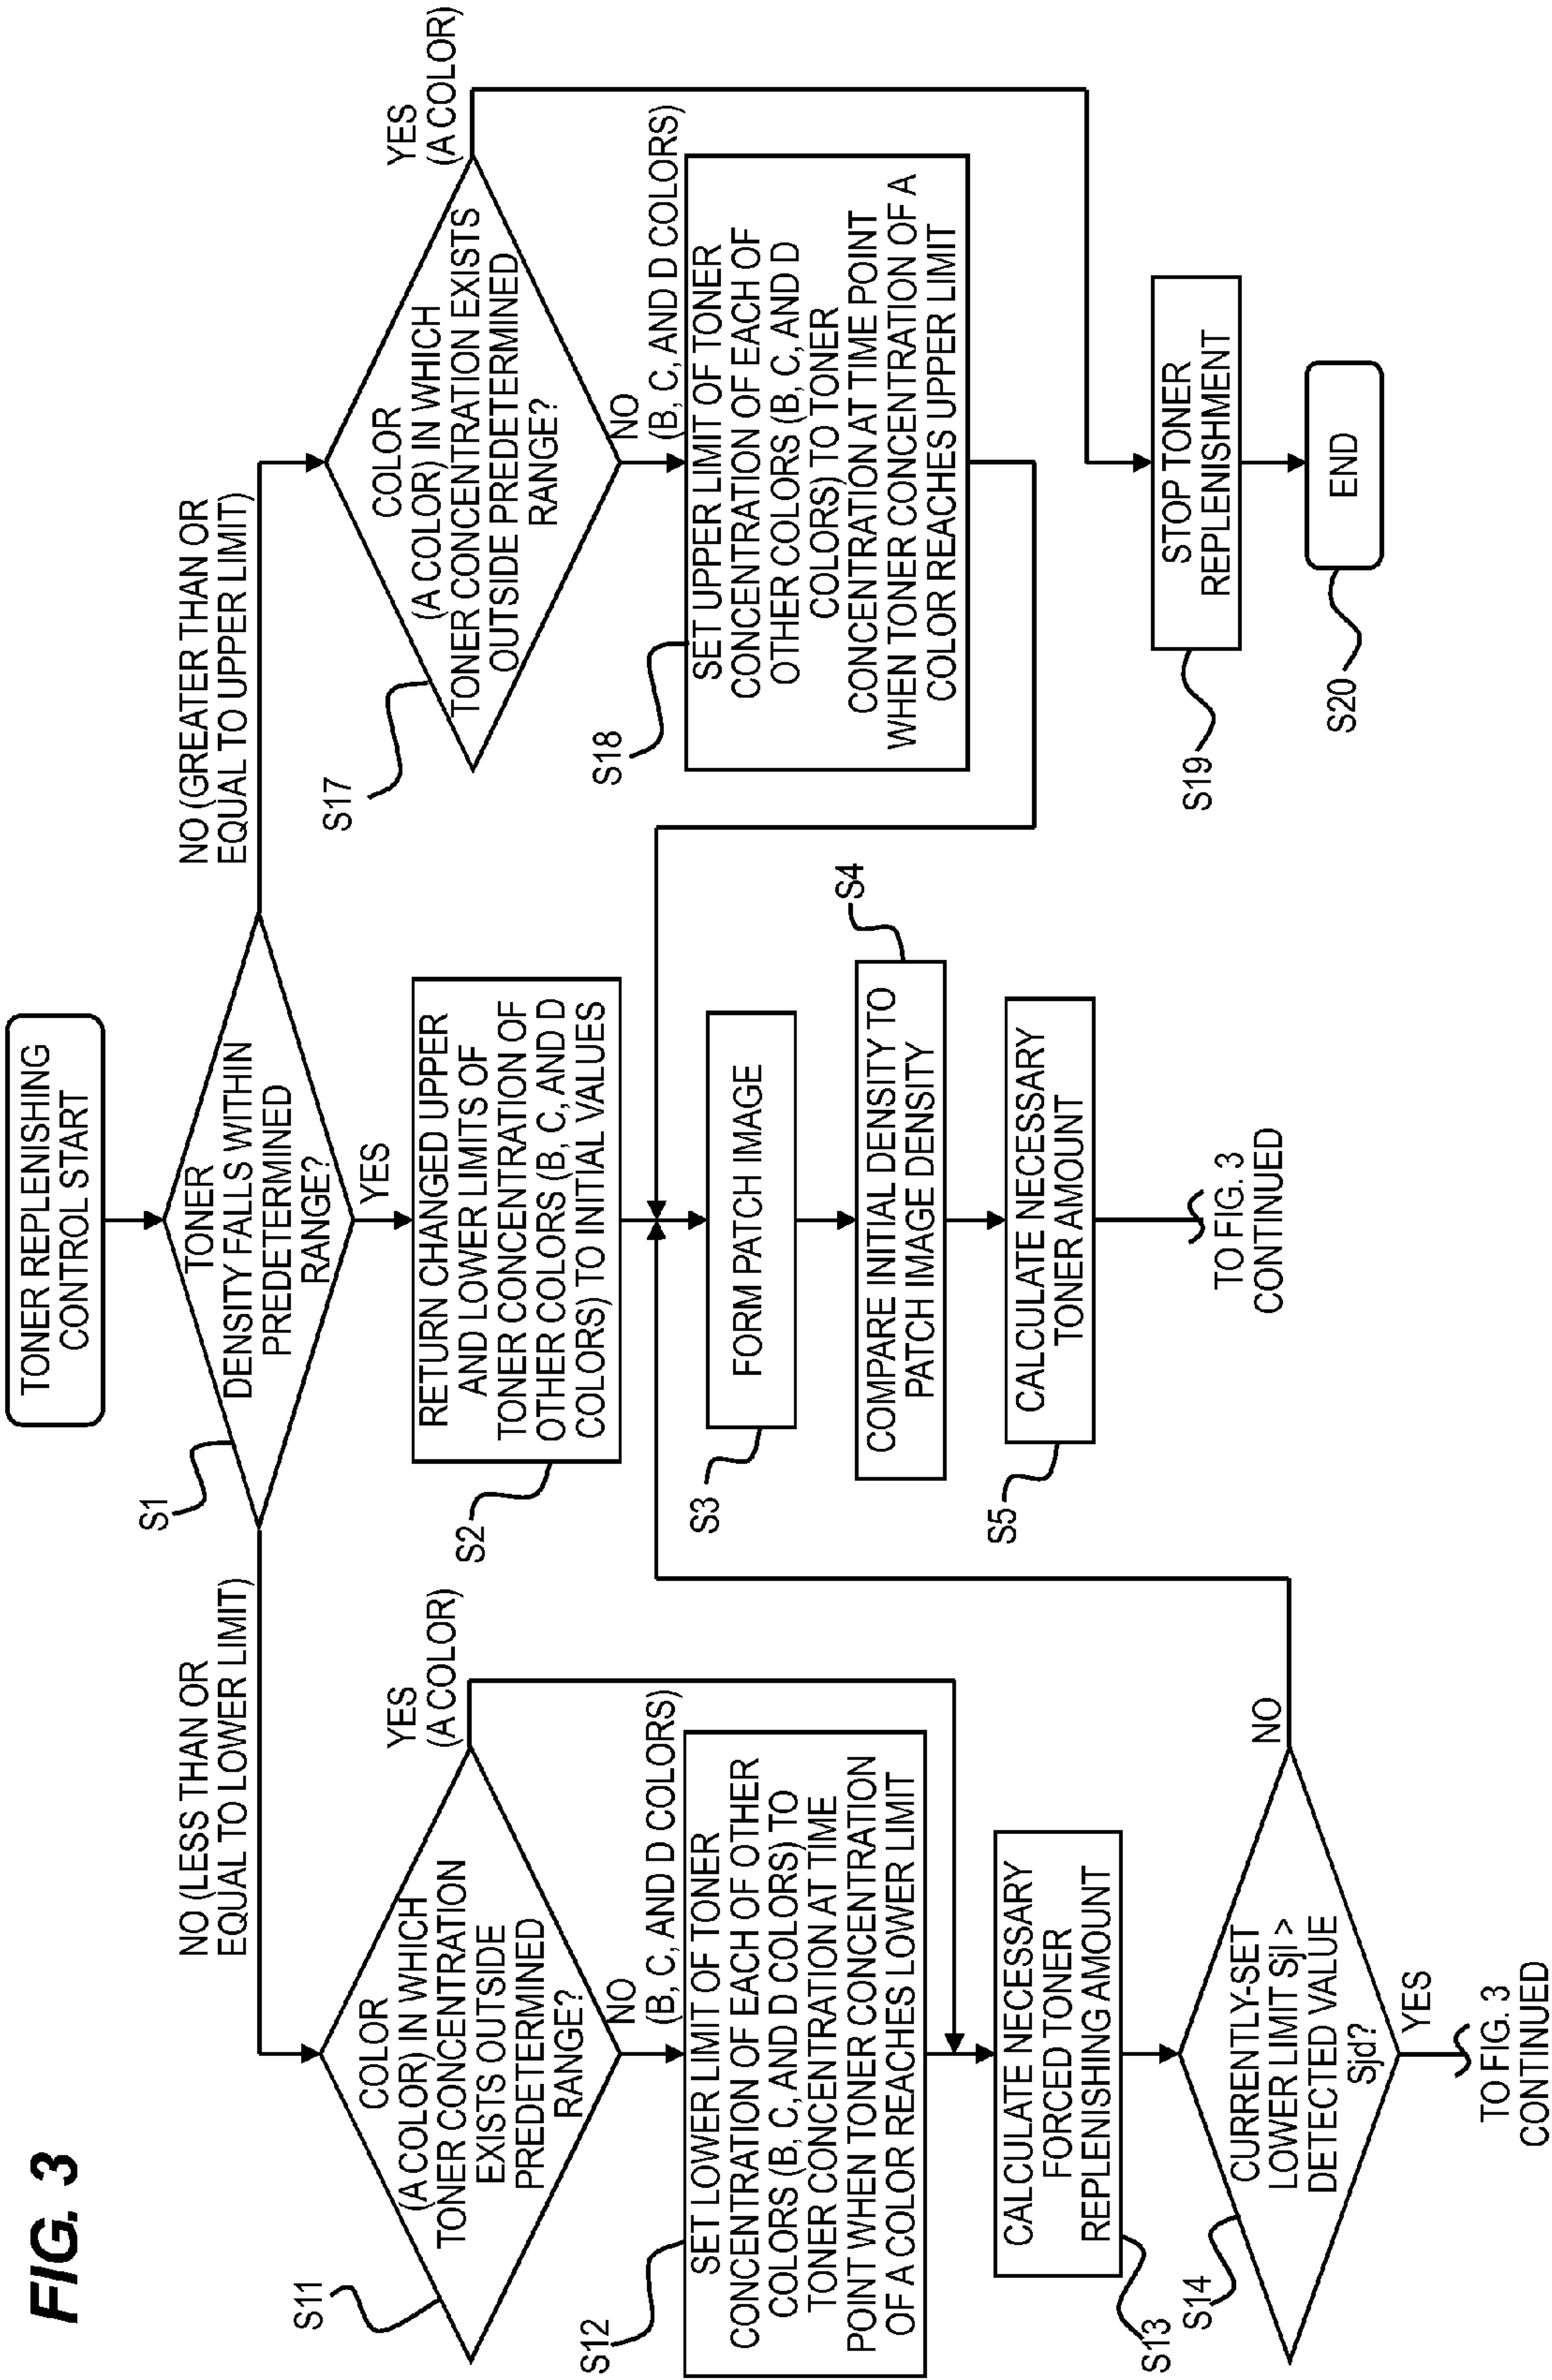 FIG. 3
TONER REPLENISHING
CONTROL START
S1
TONER
DENSITY FALLS WITHIN
PREDETERMINED
RANGE?
NO (LESS THAN OR
EQUAL TO LOWER LIMIT)
NO (GREATER THAN OR
EQUAL TO UPPER LIMIT)
YES
S11
COLOR
(A COLOR) IN WHICH
TONER CONCENTRATION
EXISTS OUTSIDE
PREDETERMINED
RANGE?
YES
(A COLOR)
NO
(B, C, AND D COLORS)
S12
SET LOWER LIMIT OF TONER
CONCENTRATION OF EACH OF OTHER
COLORS (B, C, AND D COLORS) TO
TONER CONCENTRATION AT TIME
POINT WHEN TONER CONCENTRATION
OF A COLOR REACHES LOWER LIMIT
S13
CALCULATE NECESSARY
FORCED TONER
REPLENISHING AMOUNT
S14
CURRENTLY-SET
LOWER LIMIT Sjl >
DETECTED VALUE
Sjd?
NO
YES
TO FIG. 3
CONTINUED
S2
RETURN CHANGED UPPER
AND LOWER LIMITS OF
TONER CONCENTRATION OF
OTHER COLORS (B, C, AND D
COLORS) TO INITIAL VALUES
S3
FORM PATCH IMAGE
S4
COMPARE INITIAL DENSITY TO
PATCH IMAGE DENSITY
S5
CALCULATE NECESSARY
TONER AMOUNT
TO FIG. 3
CONTINUED
S17
COLOR
(A COLOR) IN WHICH
TONER CONCENTRATION EXISTS
OUTSIDE PREDETERMINED
RANGE?
YES
(A COLOR)
NO
(B, C, AND D COLORS)
S18
SET UPPER LIMIT OF TONER
CONCENTRATION OF EACH OF
OTHER COLORS (B, C, AND D
COLORS) TO TONER
CONCENTRATION AT TIME POINT
WHEN TONER CONCENTRATION OF A
COLOR REACHES UPPER LIMIT
S19
STOP TONER
REPLENISHMENT
S20
END